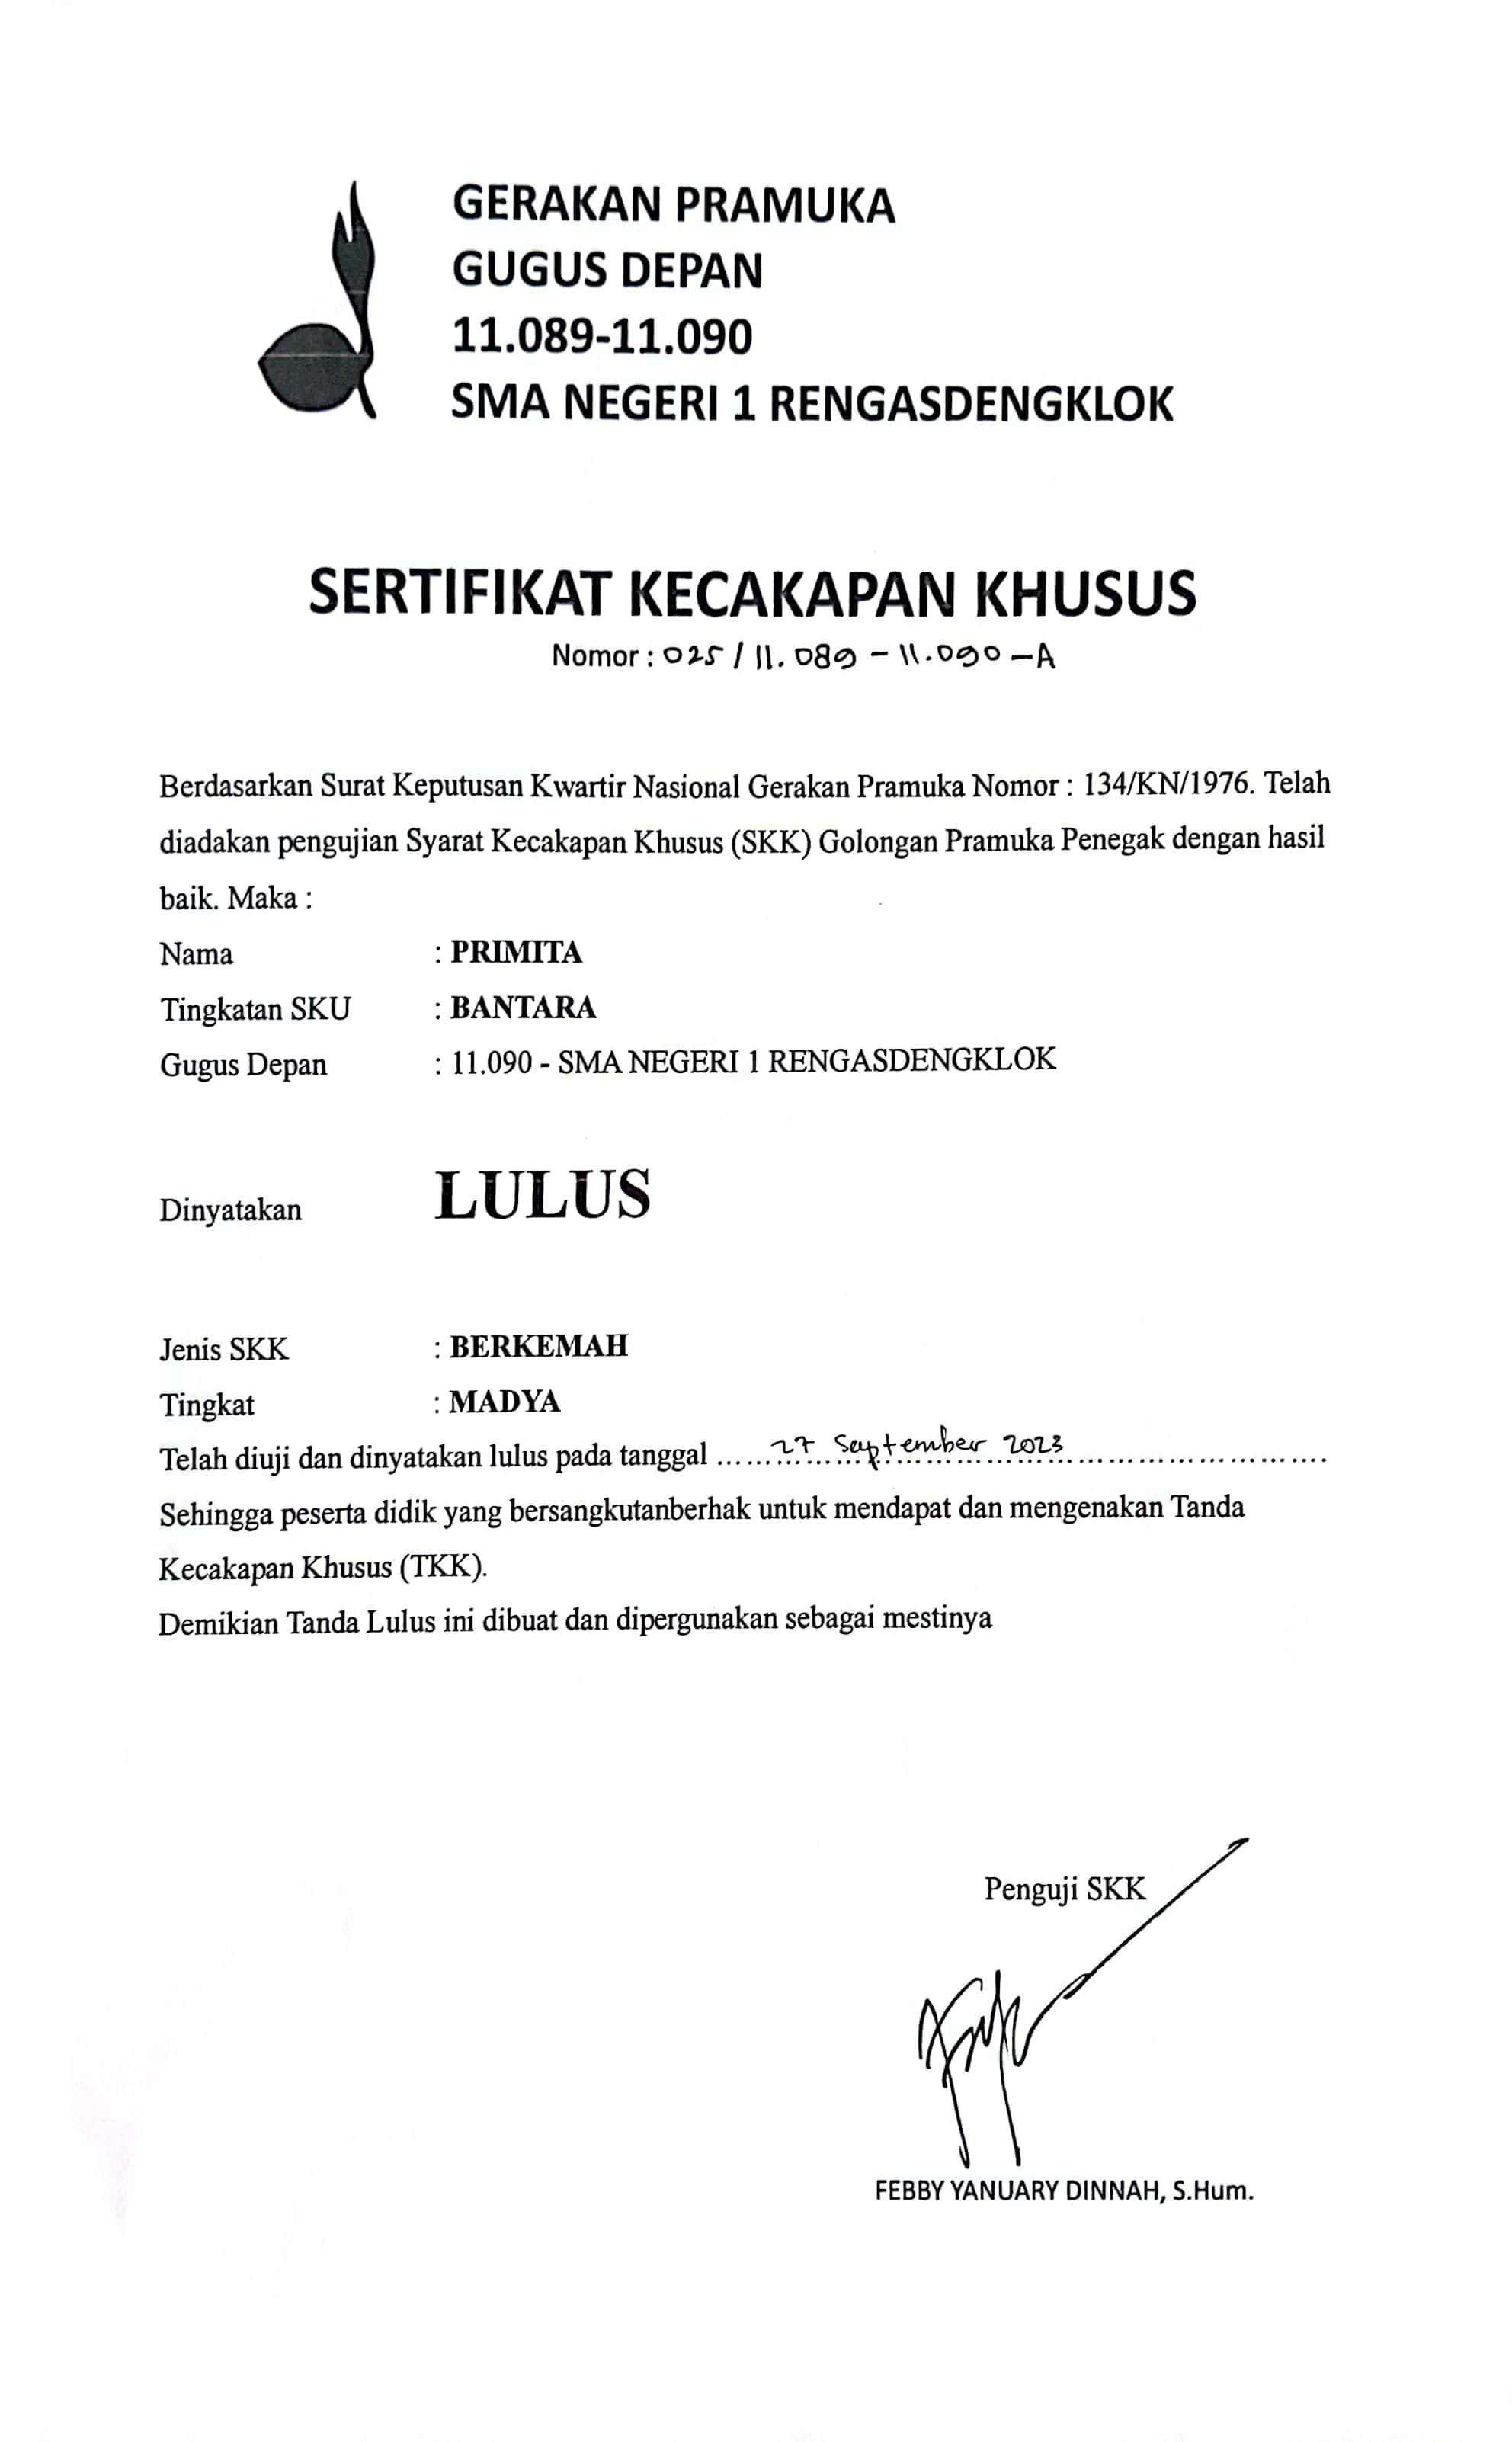 GERAKAN PRAMUKA
GUGUS DEPAN
11.089-11.090
SMA NEGERI 1 RENGASDENGKLOK
SERTIFIKAT KECAKAPAN KHUSUS
Nomor : 025 / 11.089 - 11.090 - A
Berdasarkan Surat Keputusan Kwartir Nasional Gerakan Pramuka Nomor : 134/KN/1976. Telah
diadakan pengujian Syarat Kecakapan Khusus (SKK) Golongan Pramuka Penegak dengan hasil
baik. Maka :
Nama : PRIMITA
Tingkatan SKU : BANTARA
Gugus Depan : 11.090 - SMA NEGERI 1 RENGASDENGKLOK
Dinyatakan LULUS
Jenis SKK : BERKEMAH
Tingkat : MADYA
Telah diuji dan dinyatakan lulus pada tanggal ...... 27 September 2023 ......
Sehingga peserta didik yang bersangkutanberhak untuk mendapat dan mengenakan Tanda
Kecakapan Khusus (TKK).
Demikian Tanda Lulus ini dibuat dan dipergunakan sebagai mestinya
Penguji SKK
FEBBY YANUARY DINNAH, S.Hum.